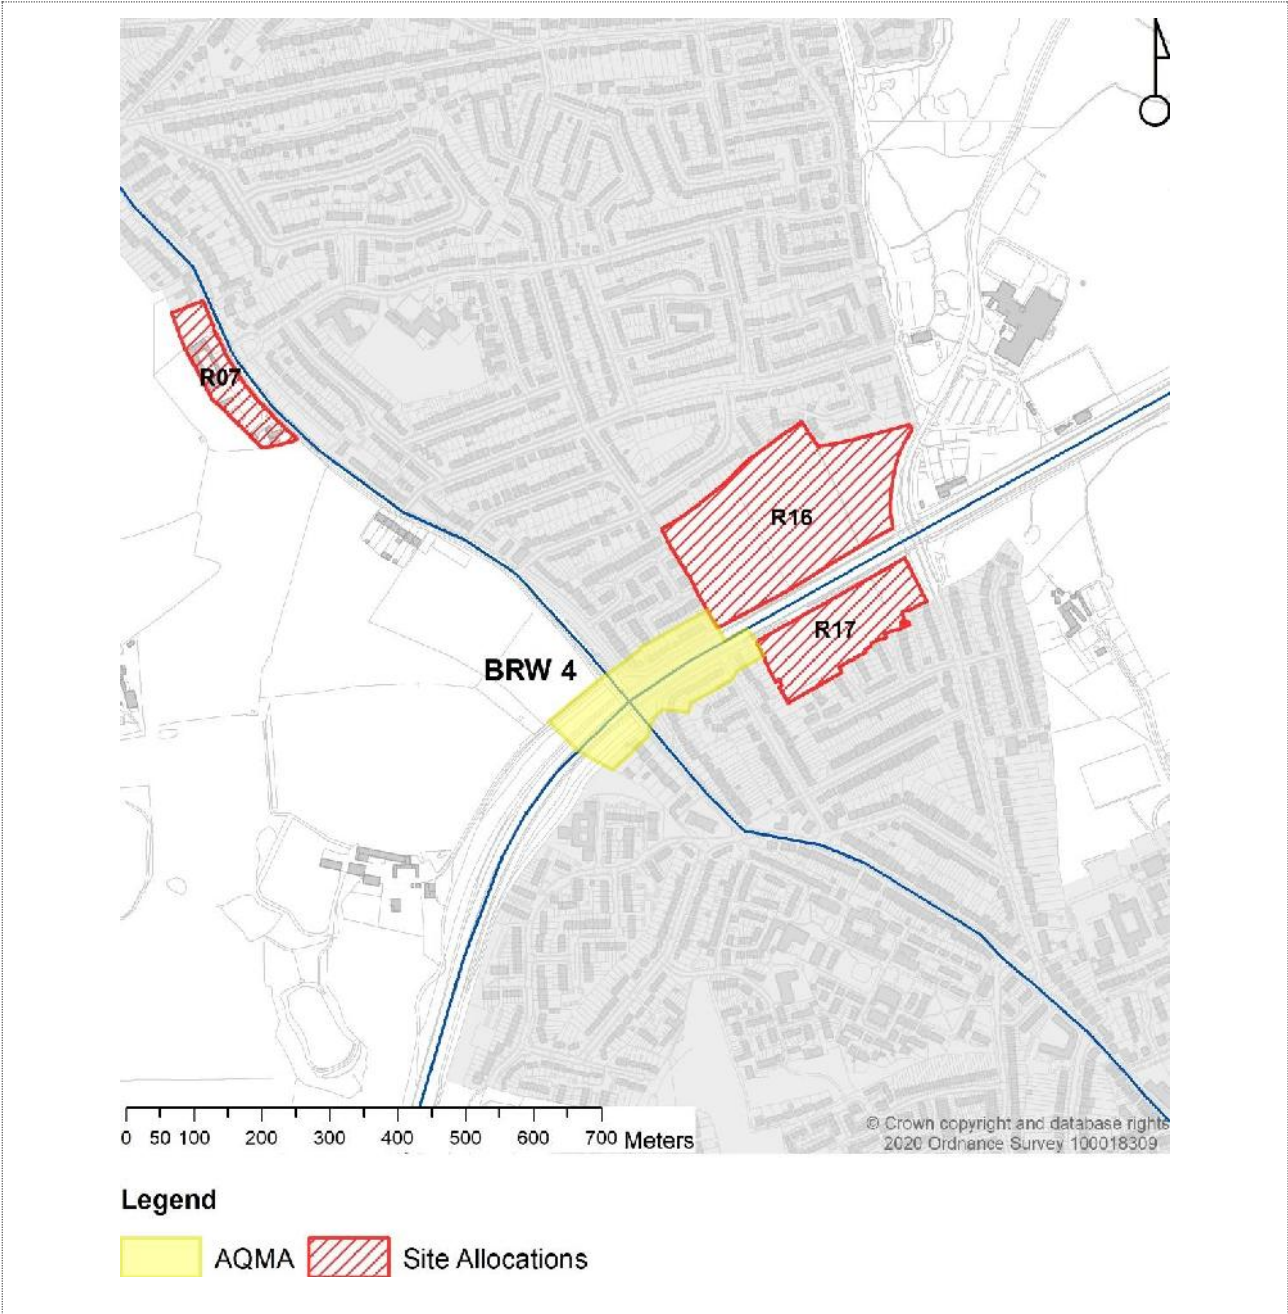 R07
R16
R17
BRW 4
0 50 100 200 300 400 500 600 700 Meters
© Crown copyright and database rights
2020 Ordnance Survey 100018309
Legend
AQMA Site Allocations